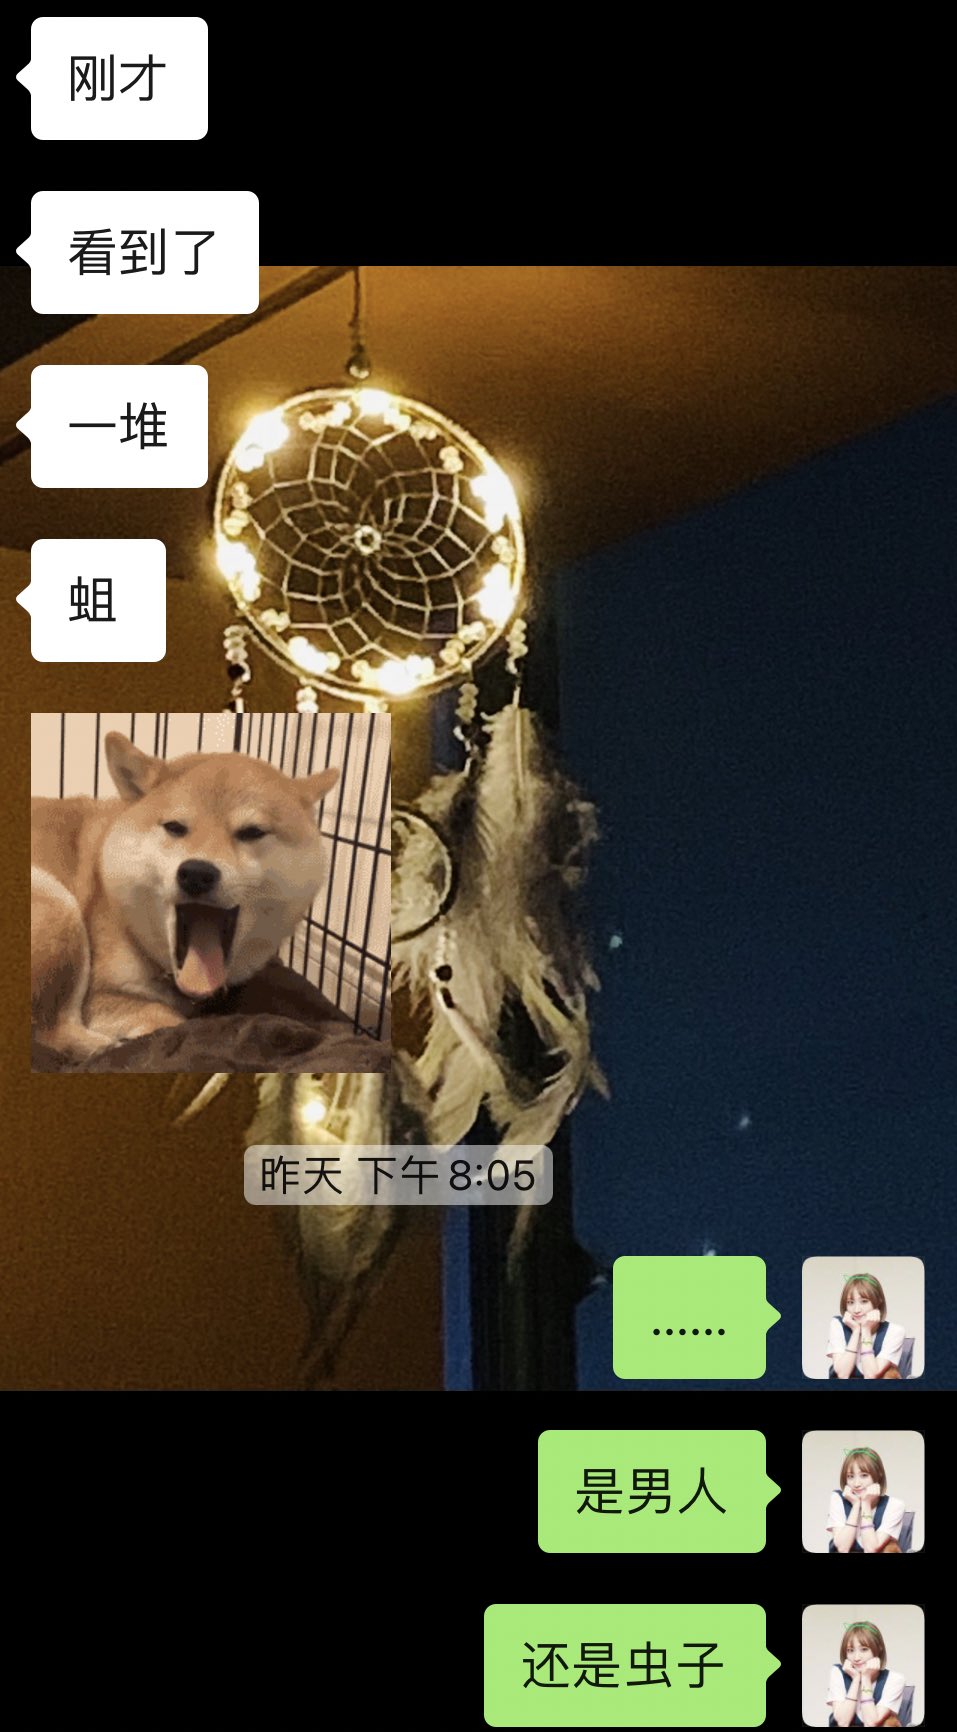 刚才
看到了
一堆
蛆
昨天 下午 8:05
……
是男人
还是虫子